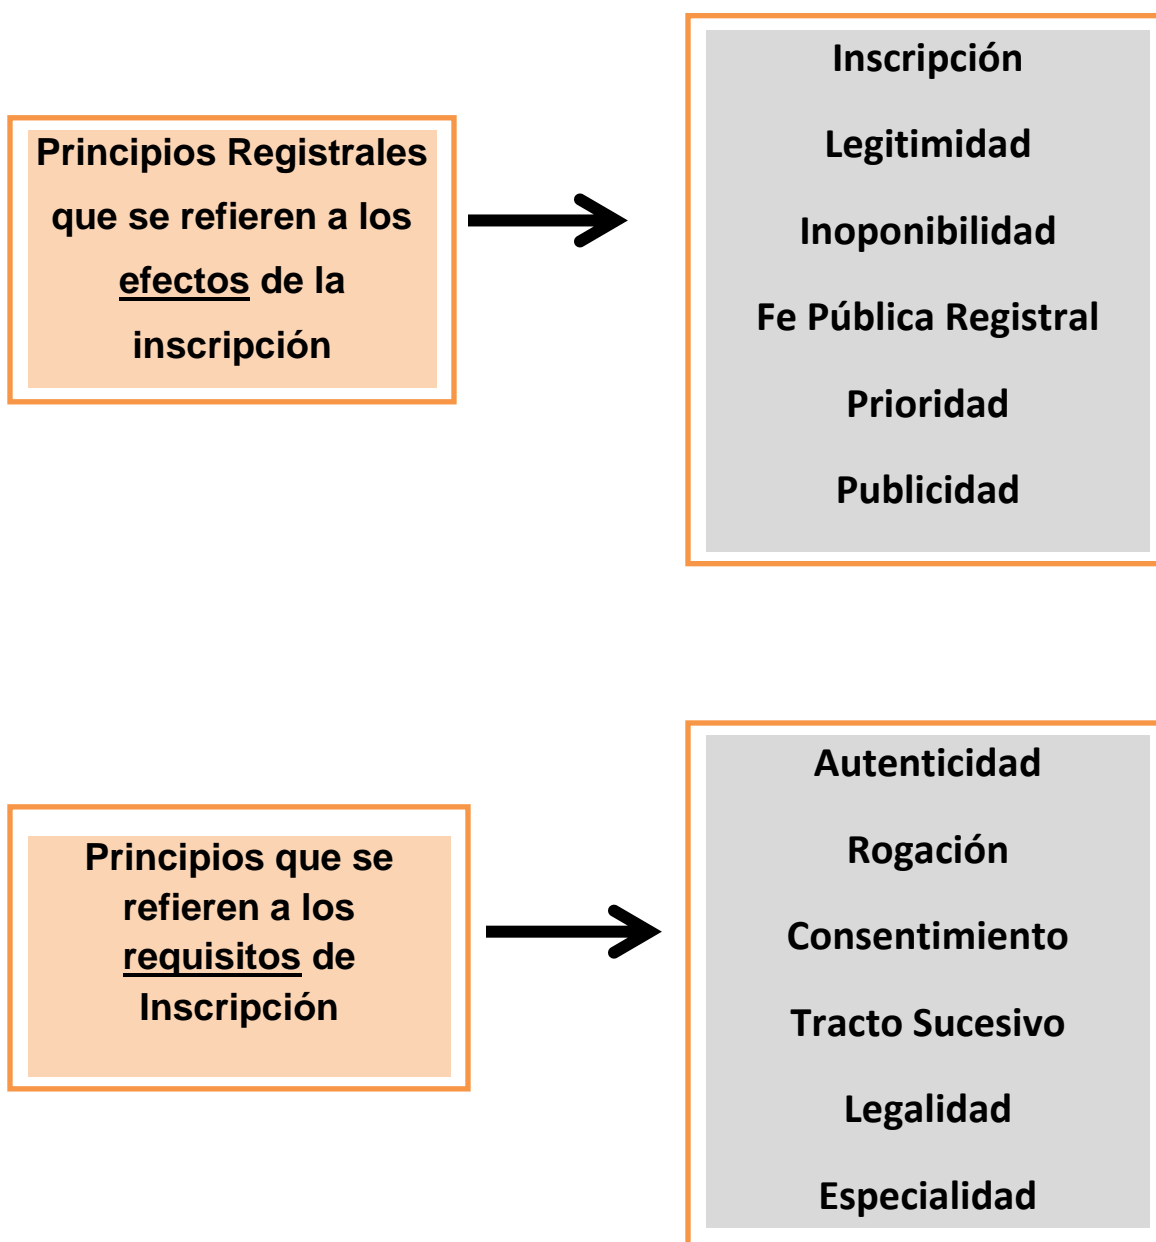 Principios Registrales
que se refieren a los
efectos de la
inscripción
Inscripción
Legitimidad
Inoponibilidad
Fe Pública Registral
Prioridad
Publicidad
Principios que se
refieren a los
requisitos de
Inscripción
Autenticidad
Rogación
Consentimiento
Tracto Sucesivo
Legalidad
Especialidad